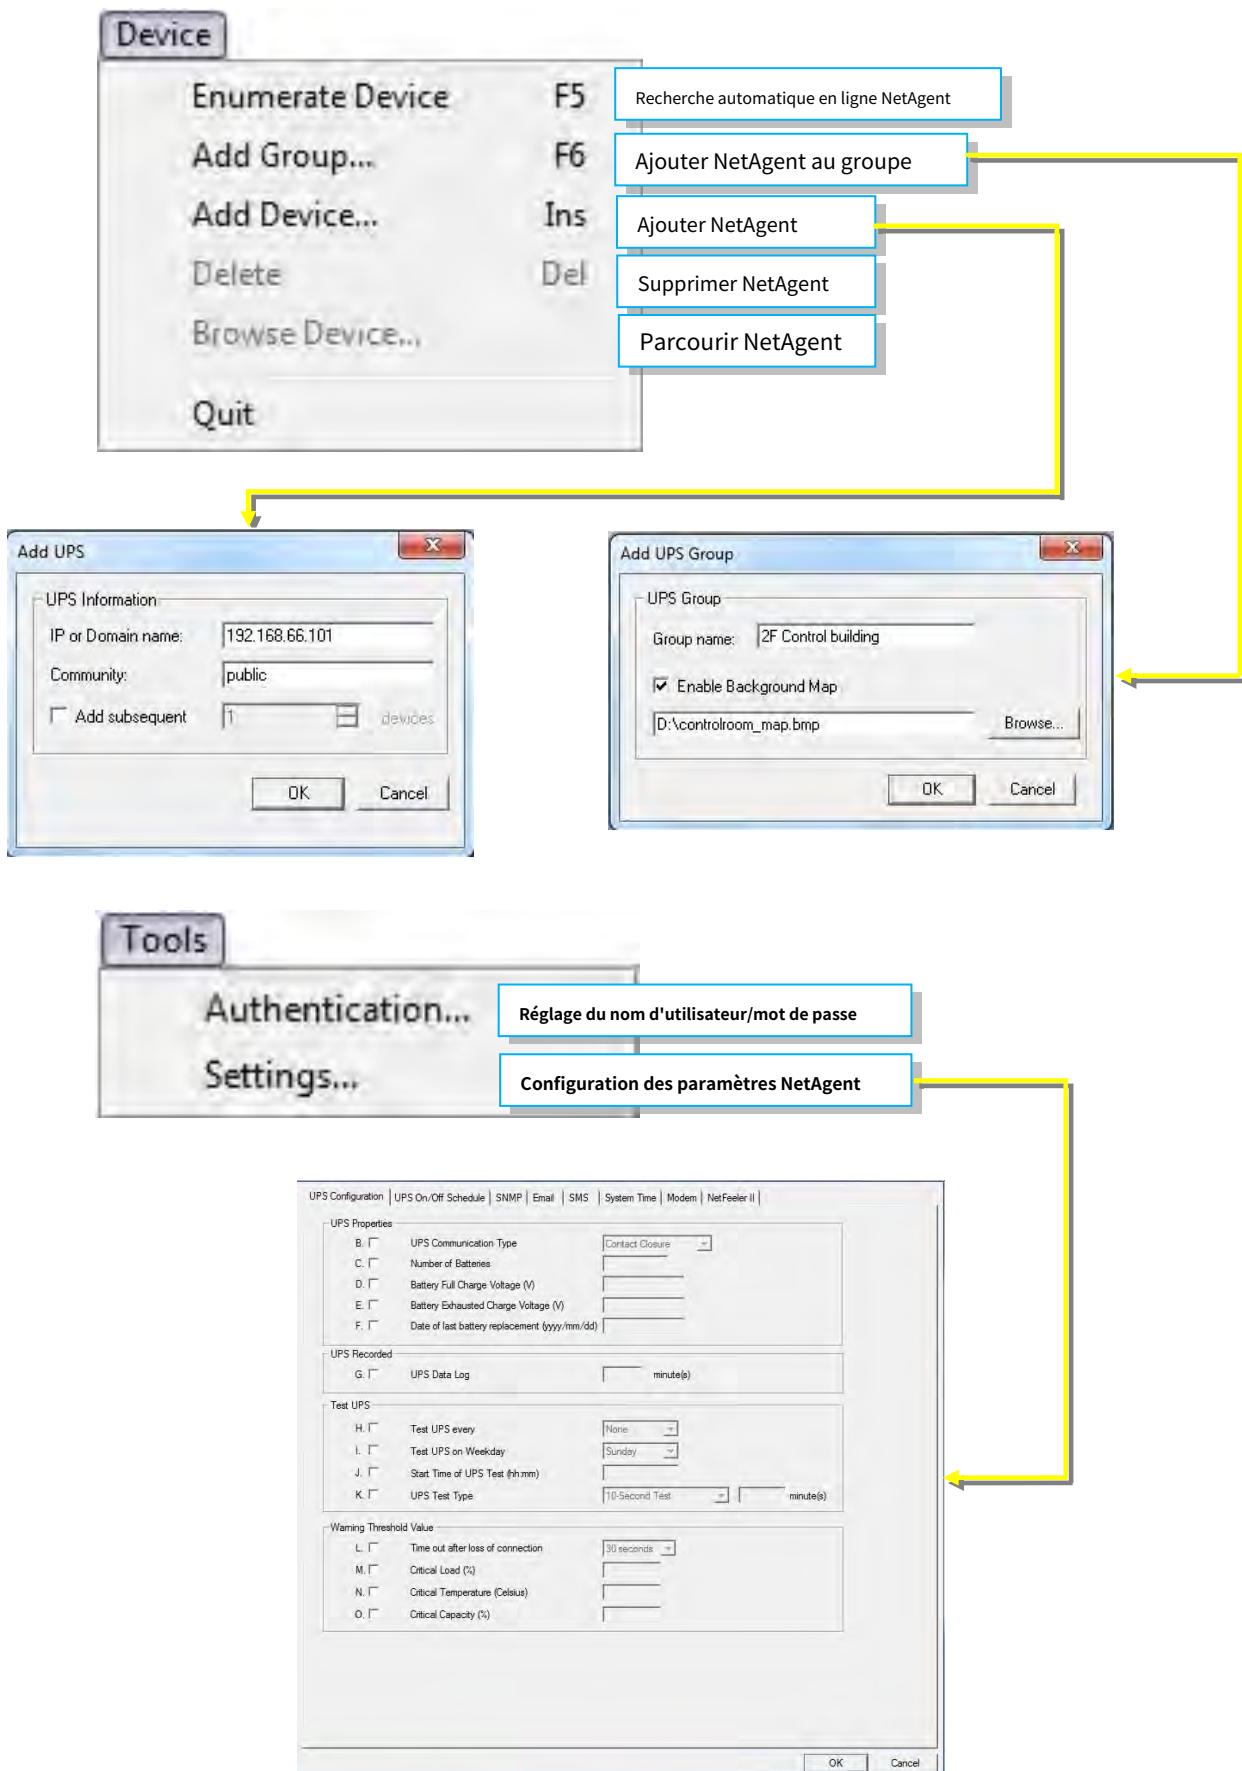 Device
Enumerate Device F5
Recherche automatique en ligne NetAgent
Add Group... F6
Ajouter NetAgent au groupe
Add Device... Ins
Ajouter NetAgent
Delete Del
Supprimer NetAgent
Browse Device...
Parcourir NetAgent
Quit
Add UPS
UPS Information
IP or Domain name: 192.168.66.101
Community: public
Add subsequent 1 devices
OK Cancel
Add UPS Group
UPS Group
Group name: 2F Control building
Enable Background Map
D:\controlroom_map.bmp Browse...
OK Cancel
Tools
Authentication...
Réglage du nom d'utilisateur/mot de passe
Settings...
Configuration des paramètres NetAgent
UPS Configuration UPS On/Off Schedule SNMP Email SMS System Time Modem NetFeeler II
UPS Properties
B. UPS Communication Type Contact Closure
C. Number of Batteries
D. Battery Full Charge Voltage (V)
E. Battery Exhausted Charge Voltage (V)
F. Date of last battery replacement (yyyy/mm/dd)
UPS Recorded
G. UPS Data Log minute(s)
Test UPS
H. Test UPS every None
I. Test UPS on Weekday Sunday
J. Start Time of UPS Test (hh:mm)
K. UPS Test Type 10-Second Test minute(s)
Warning Threshold Value
L. Time out after loss of connection 30 seconds
M. Critical Load (%)
N. Critical Temperature (Celsius)
O. Critical Capacity (%)
OK Cancel